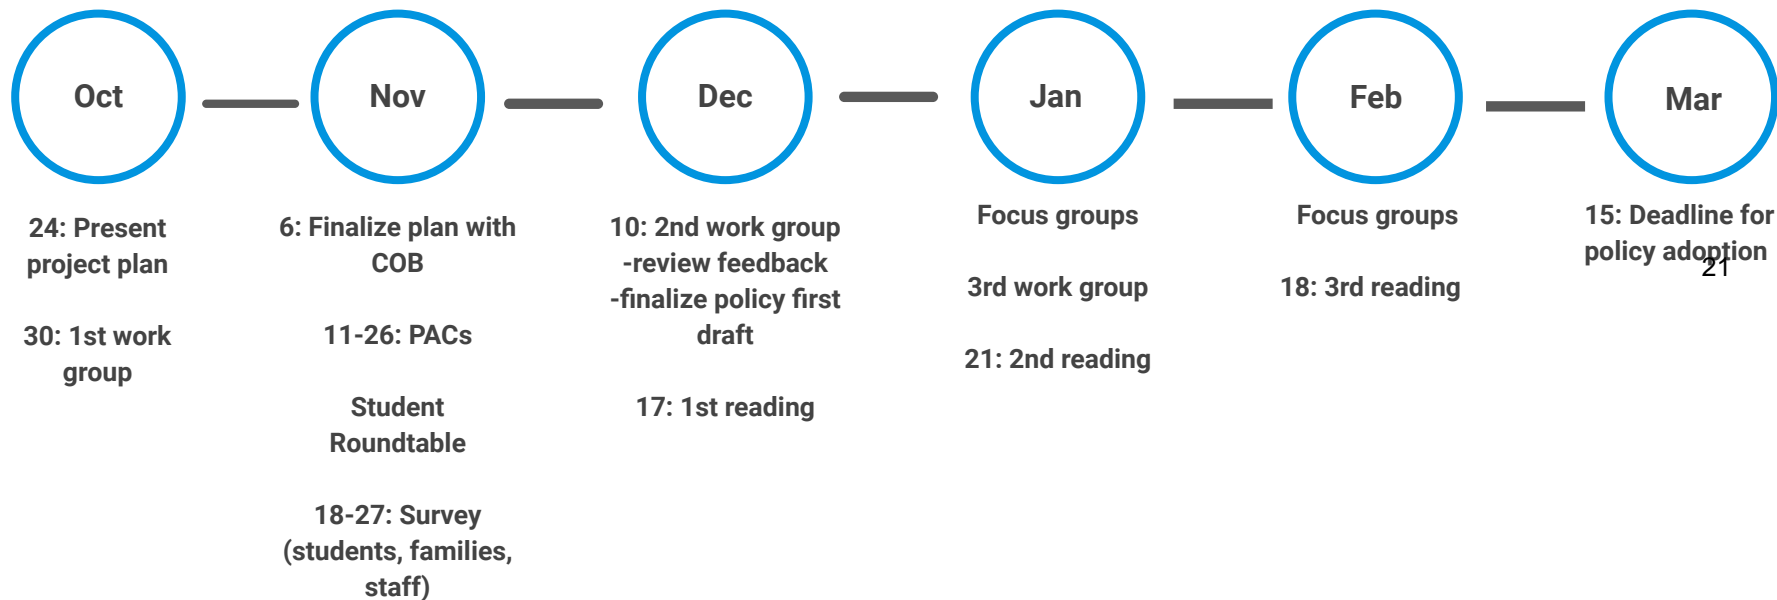 Oct
24: Present
project plan
30: 1st work
group
Nov
6: Finalize plan with
COB
11-26: PACs
Student
Roundtable
18-27: Survey
(students, families,
staff)
Dec
10: 2nd work group
-review feedback
-finalize policy first
draft
17: 1st reading
Jan
Focus groups
3rd work group
21: 2nd reading
Feb
Focus groups
18: 3rd reading
Mar
15: Deadline for
policy adoption
21